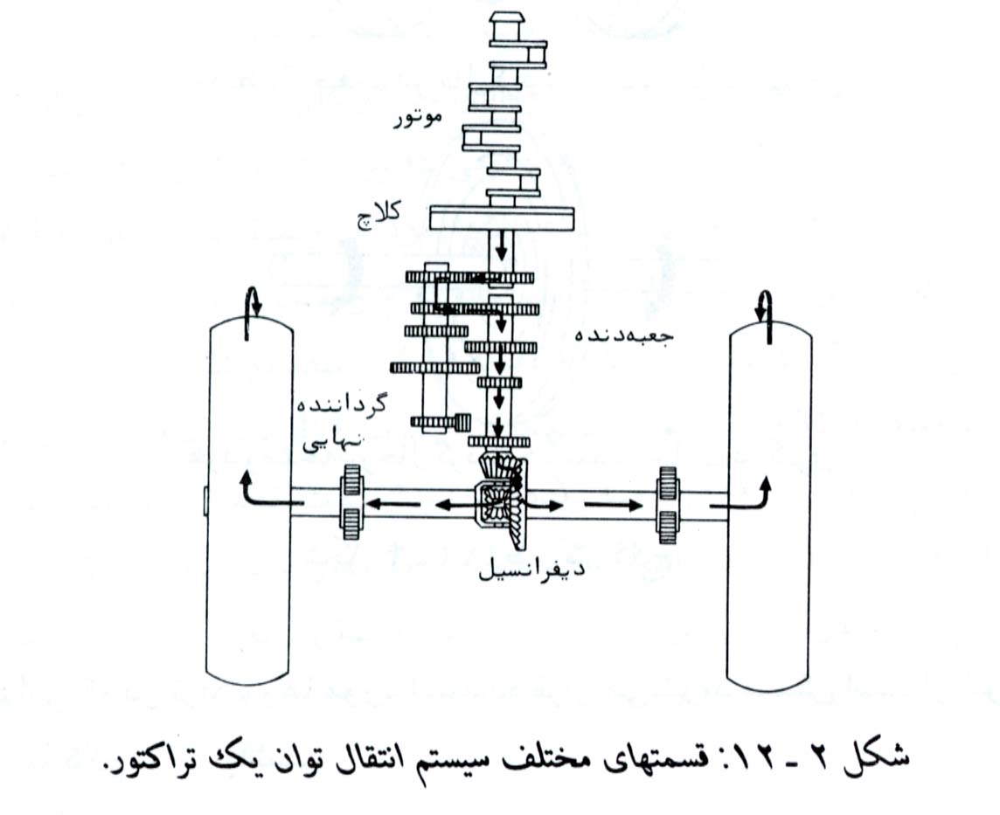 موتور
کلاچ
جعبه‌دنده
گرداننده
نهایی
دیفرانسیل
شکل ۲ ـ ۱۲: قسمتهای مختلف سیستم انتقال توان یک تراکتور.